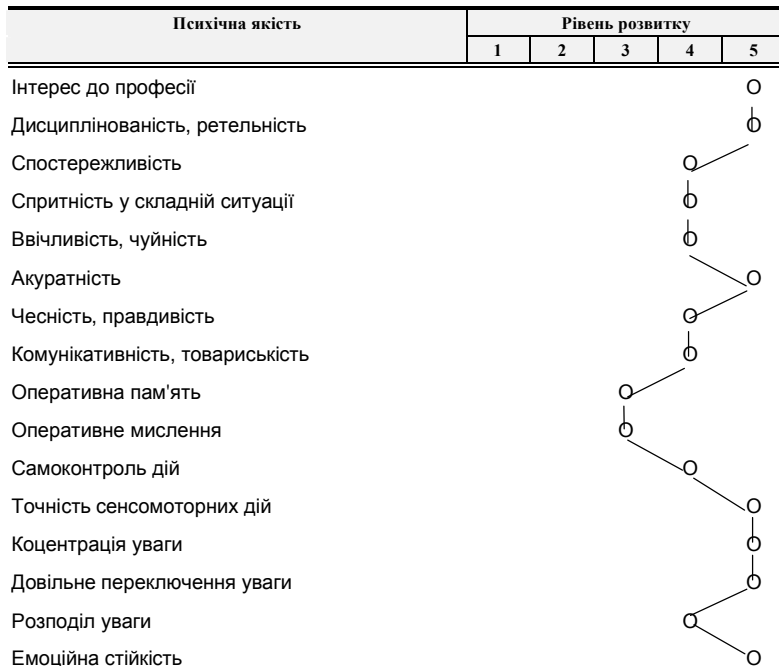 Психічна якість Рівень розвитку
1 2 3 4 5
Інтерес до професії O
Дисциплінованість, ретельність O
Спостережливість O
Спритність у складній ситуації O
Ввічливість, чуйність O
Акуратність O
Чесність, правдивість O
Комунікативність, товариськість O
Оперативна пам'ять O
Оперативне мислення O
Самоконтроль дій O
Точність сенсомоторних дій O
Коцентрація уваги O
Довільне переключення уваги O
Розподіл уваги O
Емоційна стійкість O